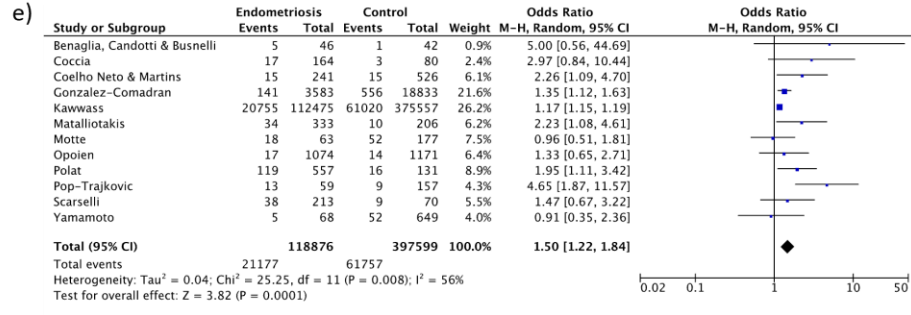 e)
Endometriosis Control Odds Ratio Odds Ratio
Study or Subgroup Events Total Events Total Weight M-H, Random, 95% CI M-H, Random, 95% CI
Benaglia, Candotti & Busnelli 5 46 1 42 0.9% 5.00 [0.56, 44.69]
Coccia 17 164 3 80 2.4% 2.97 [0.84, 10.44]
Coelho Neto & Martins 15 241 15 526 6.1% 2.26 [1.09, 4.70]
Gonzalez-Comadran 141 3583 556 18833 21.6% 1.35 [1.12, 1.63]
Kawwass 20755 112475 61020 375557 26.2% 1.17 [1.15, 1.19]
Matalliotakis 34 333 10 206 6.2% 2.23 [1.08, 4.61]
Motte 18 63 52 177 7.5% 0.96 [0.51, 1.81]
Opoien 17 1074 14 1171 6.4% 1.33 [0.65, 2.71]
Polat 119 557 16 131 8.9% 1.95 [1.11, 3.42]
Pop-Trajkovic 13 59 9 157 4.3% 4.65 [1.87, 11.57]
Scarselli 38 213 9 70 5.5% 1.47 [0.67, 3.22]
Yamamoto 5 68 52 649 4.0% 0.91 [0.35, 2.36]
Total (95% CI) 118876 397599 100.0% 1.50 [1.22, 1.84]
Total events 21177 61757
Heterogeneity: Tau² = 0.04; Chi² = 25.25, df = 11 (P = 0.008); I² = 56%
Test for overall effect: Z = 3.82 (P = 0.0001)
0.02 0.1 1 10 50